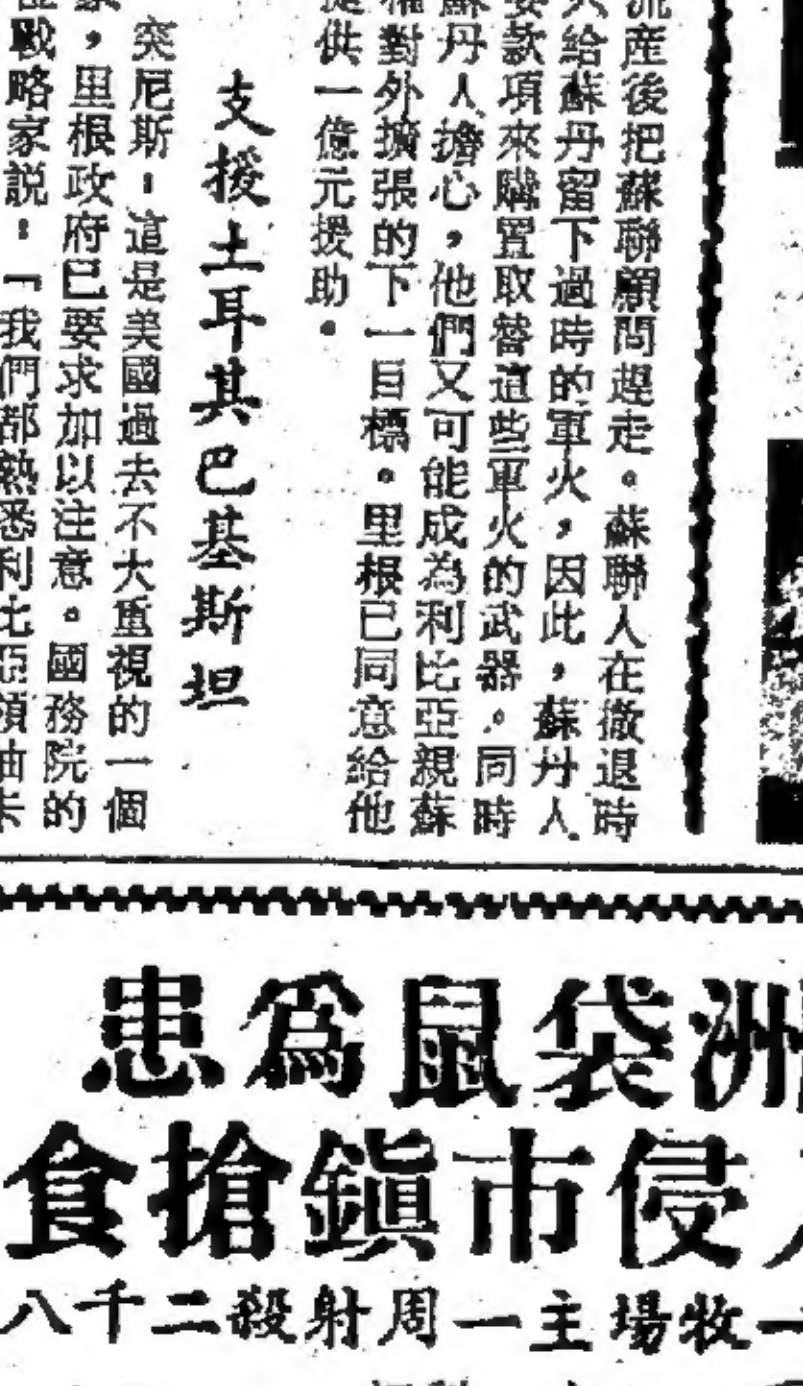 產後把蘇聯顧問趕走。蘇聯人在撤退時
給蘇丹留下過時的軍火，因此，蘇丹人
款項來購置取替這些軍火的武器。同時
蘇丹人擔心，他們又可能成為利比亞親蘇
對外擴張的下一目標。里根已同意給他
提供一億元援助。
支援土耳其巴基斯坦
突尼斯：這是美國過去不大重視的一個
，里根政府已要求加以注意。國務院的
戰略家說：「我們都熟悉利比亞領袖卡
洲袋鼠為患
侵市鎮搶食
牧場主一周射殺二千八